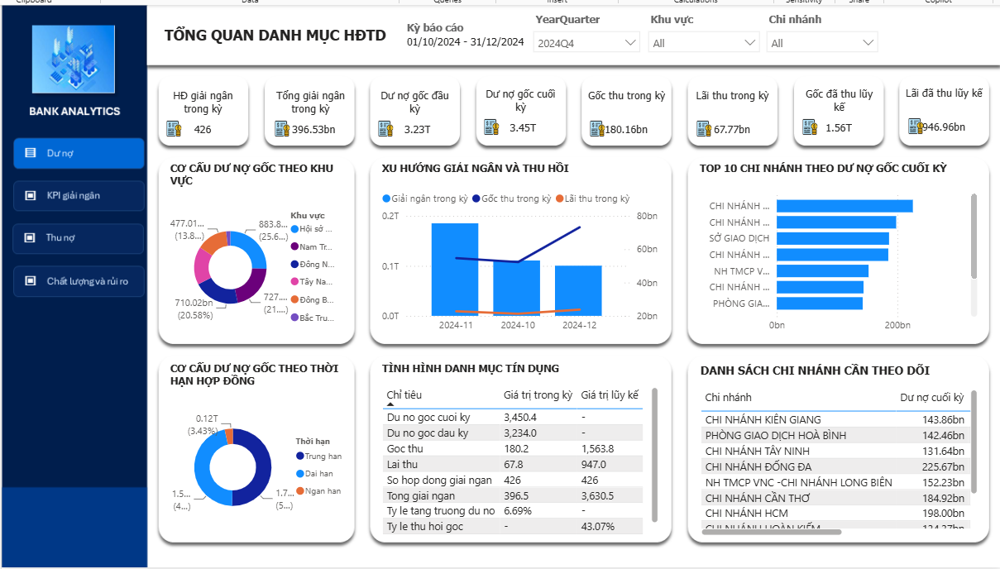 Clipboard
Data
Queries
Insert
Calculations
Sensitivity
Share
Copilot
BANK ANALYTICS
Dư nợ
KPI giải ngân
Thu nợ
Chất lượng và rủi ro
TỔNG QUAN DANH MỤC HĐTD
Kỳ báo cáo
01/10/2024 - 31/12/2024
YearQuarter
2024Q4
Khu vực
All
Chi nhánh
All
HĐ giải ngân
trong kỳ
426
Tổng giải ngân
trong kỳ
396.53bn
Dư nợ gốc đầu
kỳ
3.23T
Dư nợ gốc cuối
kỳ
3.45T
Gốc thu trong kỳ
180.16bn
Lãi thu trong kỳ
67.77bn
Gốc đã thu lũy
kế
1.56T
Lãi đã thu lũy kế
946.96bn
CƠ CẤU DƯ NỢ GỐC THEO KHU
VỰC
477.01...
(13.8...)
883.8...
(25.6...)
710.02bn
(20.58%)
727....
(21....)
Khu vực
Hội sở ...
Nam Tr...
Đông N...
Tây Na...
Đông B...
Bắc Tru...
XU HƯỚNG GIẢI NGÂN VÀ THU HỒI
Giải ngân trong kỳ Gốc thu trong kỳ Lãi thu trong kỳ
0.2T
0.1T
0.0T
80bn
60bn
40bn
20bn
2024-11 2024-10 2024-12
TOP 10 CHI NHÁNH THEO DƯ NỢ GỐC CUỐI KỲ
CHI NHÁNH ...
CHI NHÁNH ...
SỞ GIAO DỊCH
CHI NHÁNH ...
NH TMCP V...
CHI NHÁNH ...
PHÒNG GIA...
0bn 200bn
CƠ CẤU DƯ NỢ GỐC THEO THỜI
HẠN HỢP ĐỒNG
0.12T
(3.43%)
1.5...
(4...)
1.7...
(5...)
Thời hạn
Trung han
Dai han
Ngan han
TÌNH HÌNH DANH MỤC TÍN DỤNG
Chỉ tiêu Giá trị trong kỳ Giá trị lũy kế
Du no goc cuoi ky 3,450.4 -
Du no goc dau ky 3,234.0 -
Goc thu 180.2 1,563.8
Lai thu 67.8 947.0
So hop dong giai ngan 426 426
Tong giai ngan 396.5 3,630.5
Ty le tang truong du no 6.69% -
Ty le thu hoi goc - 43.07%
DANH SÁCH CHI NHÁNH CẦN THEO DÕI
Chi nhánh Dư nợ cuối kỳ
CHI NHÁNH KIÊN GIANG 143.86bn
PHÒNG GIAO DỊCH HOÀ BÌNH 142.46bn
CHI NHÁNH TÂY NINH 131.64bn
CHI NHÁNH ĐỐNG ĐA 225.67bn
NH TMCP VNC -CHI NHÁNH LONG BIÊN 152.23bn
CHI NHÁNH CẦN THƠ 184.92bn
CHI NHÁNH HCM 198.00bn
CHI NHÁNH HOÀN KIẾM